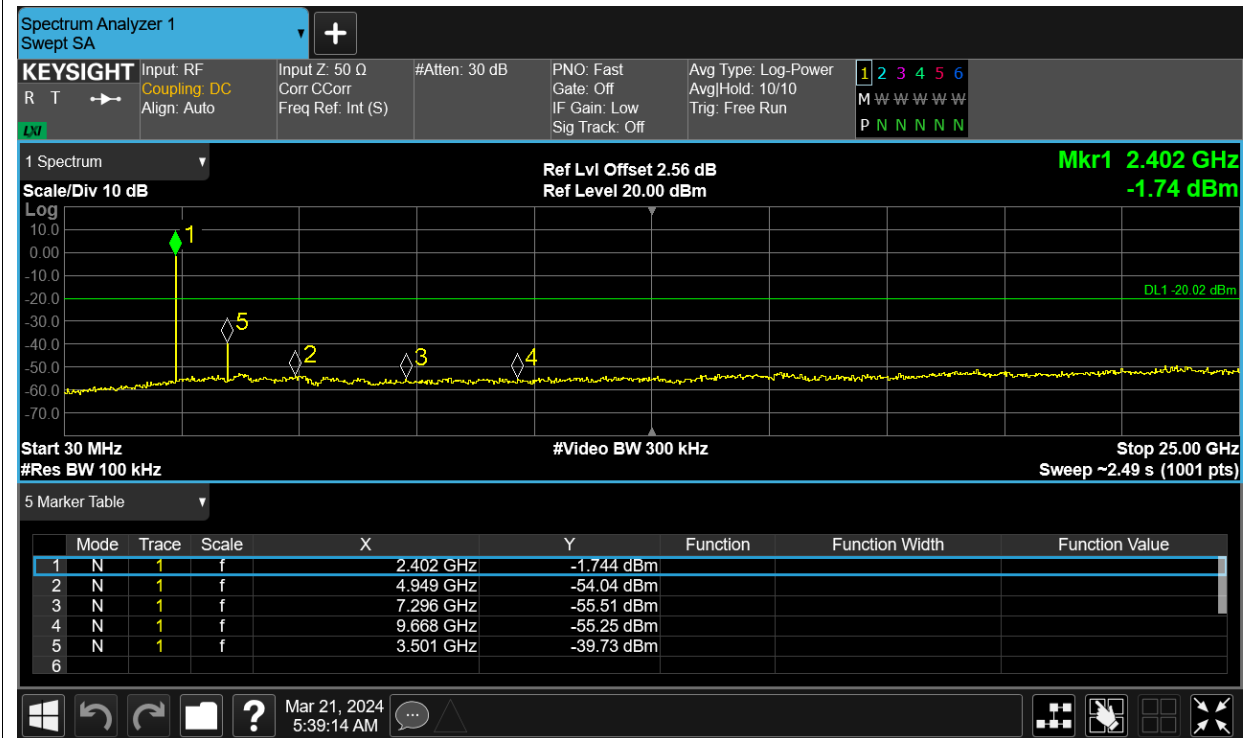 Spectrum Analyzer 1
Swept SA
+
KEYSIGHT
R T
LXI
Input: RF
Coupling: DC
Align: Auto
Input Z: 50 Ω
Corr CCorr
Freq Ref: Int (S)
#Atten: 30 dB
PNO: Fast
Gate: Off
IF Gain: Low
Sig Track: Off
Avg Type: Log-Power
Avg|Hold: 10/10
Trig: Free Run
1 2 3 4 5 6
M W W W W W
P N N N N N
1 Spectrum
Scale/Div 10 dB
Ref Lvl Offset 2.56 dB
Ref Level 20.00 dBm
Mkr1 2.402 GHz
-1.74 dBm
Log
10.0
0.00
-10.0
-20.0
-30.0
-40.0
-50.0
-60.0
-70.0
1
5
2
3
4
DL1 -20.02 dBm
Start 30 MHz
#Res BW 100 kHz
#Video BW 300 kHz
Stop 25.00 GHz
Sweep ~2.49 s (1001 pts)
5 Marker Table
Mode Trace Scale X Y Function Function Width Function Value
1 N 1 f 2.402 GHz -1.744 dBm
2 N 1 f 4.949 GHz -54.04 dBm
3 N 1 f 7.296 GHz -55.51 dBm
4 N 1 f 9.668 GHz -55.25 dBm
5 N 1 f 3.501 GHz -39.73 dBm
6
?
Mar 21, 2024
5:39:14 AM